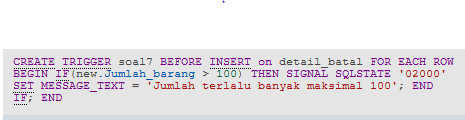 CREATE TRIGGER soal7 BEFORE INSERT on detail_batal FOR EACH ROW
BEGIN IF(new.Jumlah_barang > 100) THEN SIGNAL SQLSTATE '02000'
SET MESSAGE_TEXT = 'Jumlah terlalu banyak maksimal 100'; END
IF; END